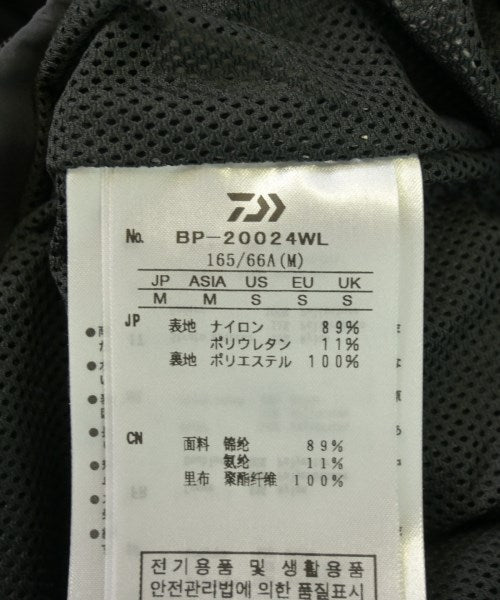 No. BP-20024WL
165/66A(M)
JP ASIA US EU UK
M M S S S
JP 表地 ナイロン 89%
ポリウレタン 11%
裏地 ポリエステル 100%
CN 面料 锦纶 89%
氨纶 11%
里布 聚酯纤维 100%
전기용품 및 생활용품
안전관리법에 의한 품질표시